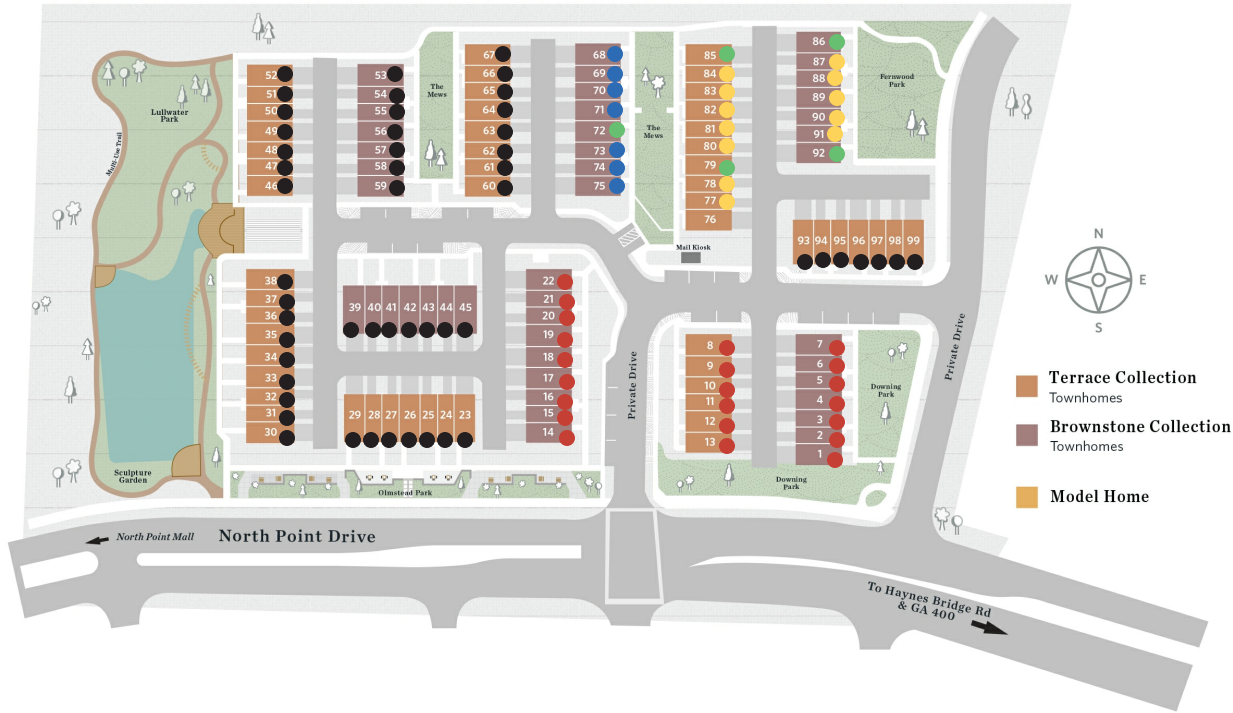 52
51
50
49
48
47
46
53
54
55
56
57
58
59
The
Mews
67
66
65
64
63
62
61
60
68
69
70
71
72
73
74
75
The
Mews
85
84
83
82
81
80
79
78
77
76
86
87
88
89
90
91
92
Fernwood
Park
Lullwater
Park
Multi-Use Trail
93 94 95 96 97 98 99
Mail Kiosk
38
37
36
35
34
33
32
31
30
39 40 41 42 43 44 45
29 28 27 26 25 24 23
22
21
20
19
18
17
16
15
14
Private Drive
8
9
10
11
12
13
7
6
5
4
3
2
1
Downing
Park
Downing
Park
Private Drive
Sculpture
Garden
Olmstead Park
North Point Mall
North Point Drive
To Haynes Bridge Rd
& GA 400
N
W
E
S
Terrace Collection
Townhomes
Brownstone Collection
Townhomes
Model Home